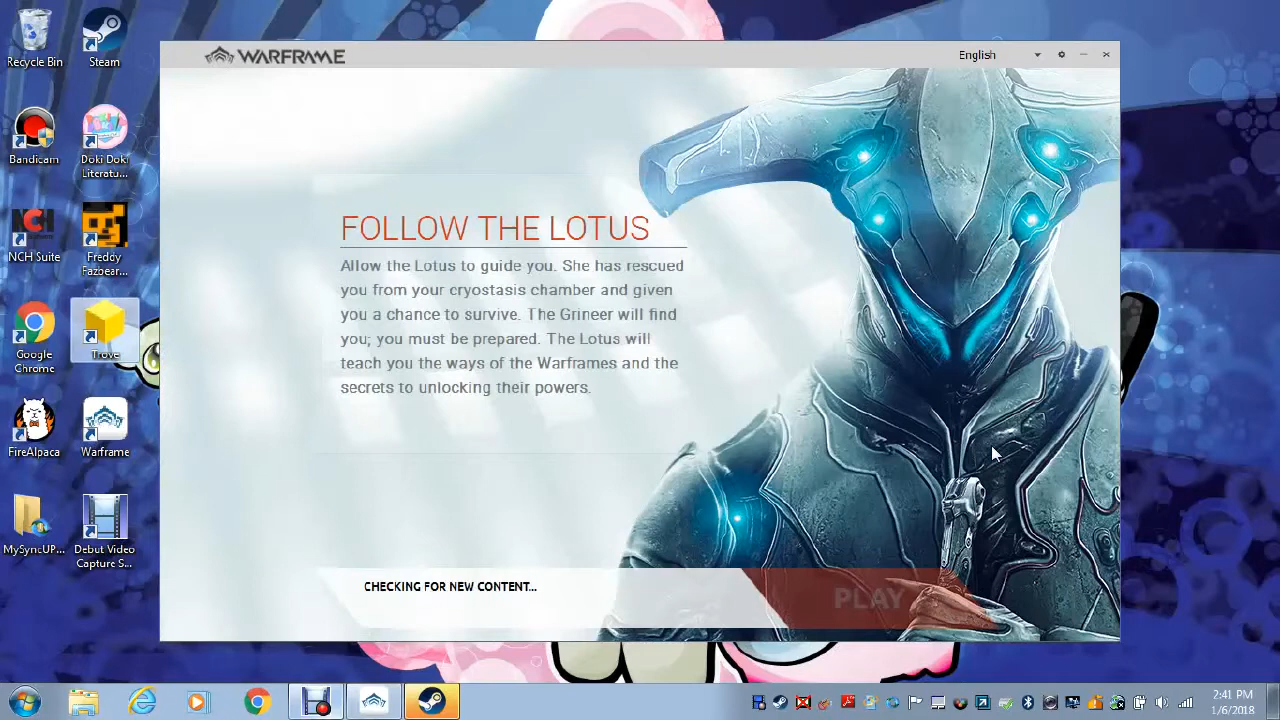 WARFRAME
English
FOLLOW THE LOTUS
Allow the Lotus to guide you. She has rescued
you from your cryostasis chamber and given
you a chance to survive. The Grineer will find
you; you must be prepared. The Lotus will
teach you the ways of the Warframes and the
secrets to unlocking their powers.
CHECKING FOR NEW CONTENT...
PLAY
Recycle Bin
Steam
Bandicam
Doki Doki
Literatu...
NCH
NCH Suite
Freddy
Fazbear...
Google
Chrome
Trove
FireAlpaca
Warframe
MySyncUP...
Debut Video
Capture S...
2:41 PM
1/6/2018